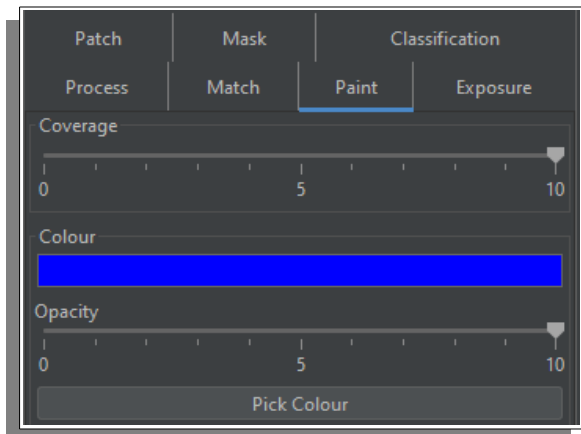 Patch Mask Classification
Process Match Paint Exposure
Coverage
0 5 10
Colour
Opacity
0 5 10
Pick Colour